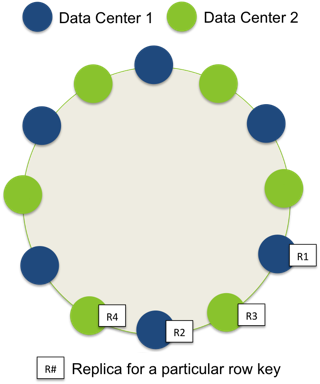 Data Center 1
Data Center 2
R1
R3
R4
R2
R#
Replica for a particular row key